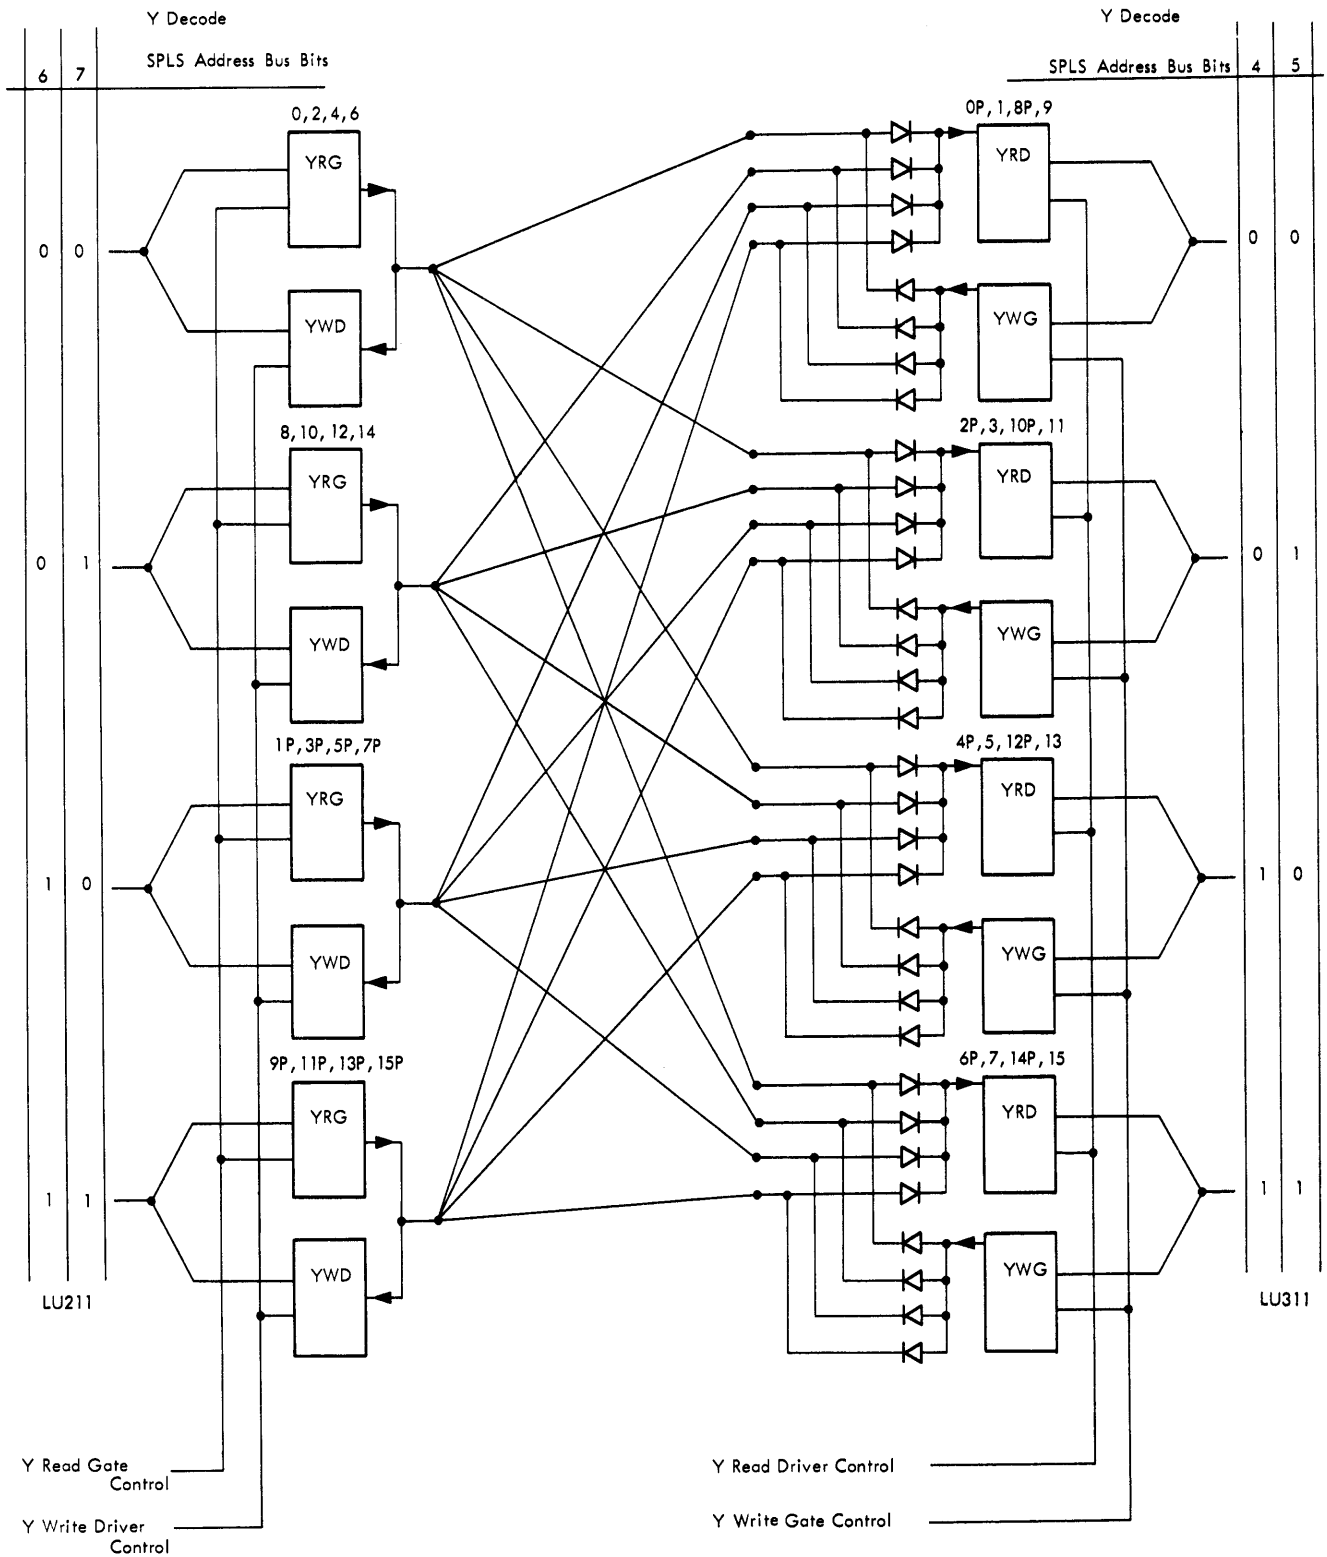 Y Decode
Y Decode
SPLS Address Bus Bits
SPLS Address Bus Bits
6 7
4 5
0,2,4,6
0P,1,8P,9
YRG
YRD
0 0
0 0
YWD
YWG
8,10,12,14
2P,3,10P,11
YRG
YRD
0 1
0 1
YWD
YWG
1P,3P,5P,7P
4P,5,12P,13
YRG
YRD
1 0
1 0
YWD
YWG
9P,11P,13P,15P
6P,7,14P,15
YRG
YRD
1 1
1 1
YWD
YWG
LU211
LU311
Y Read Gate
Control
Y Read Driver Control
Y Write Driver
Control
Y Write Gate Control